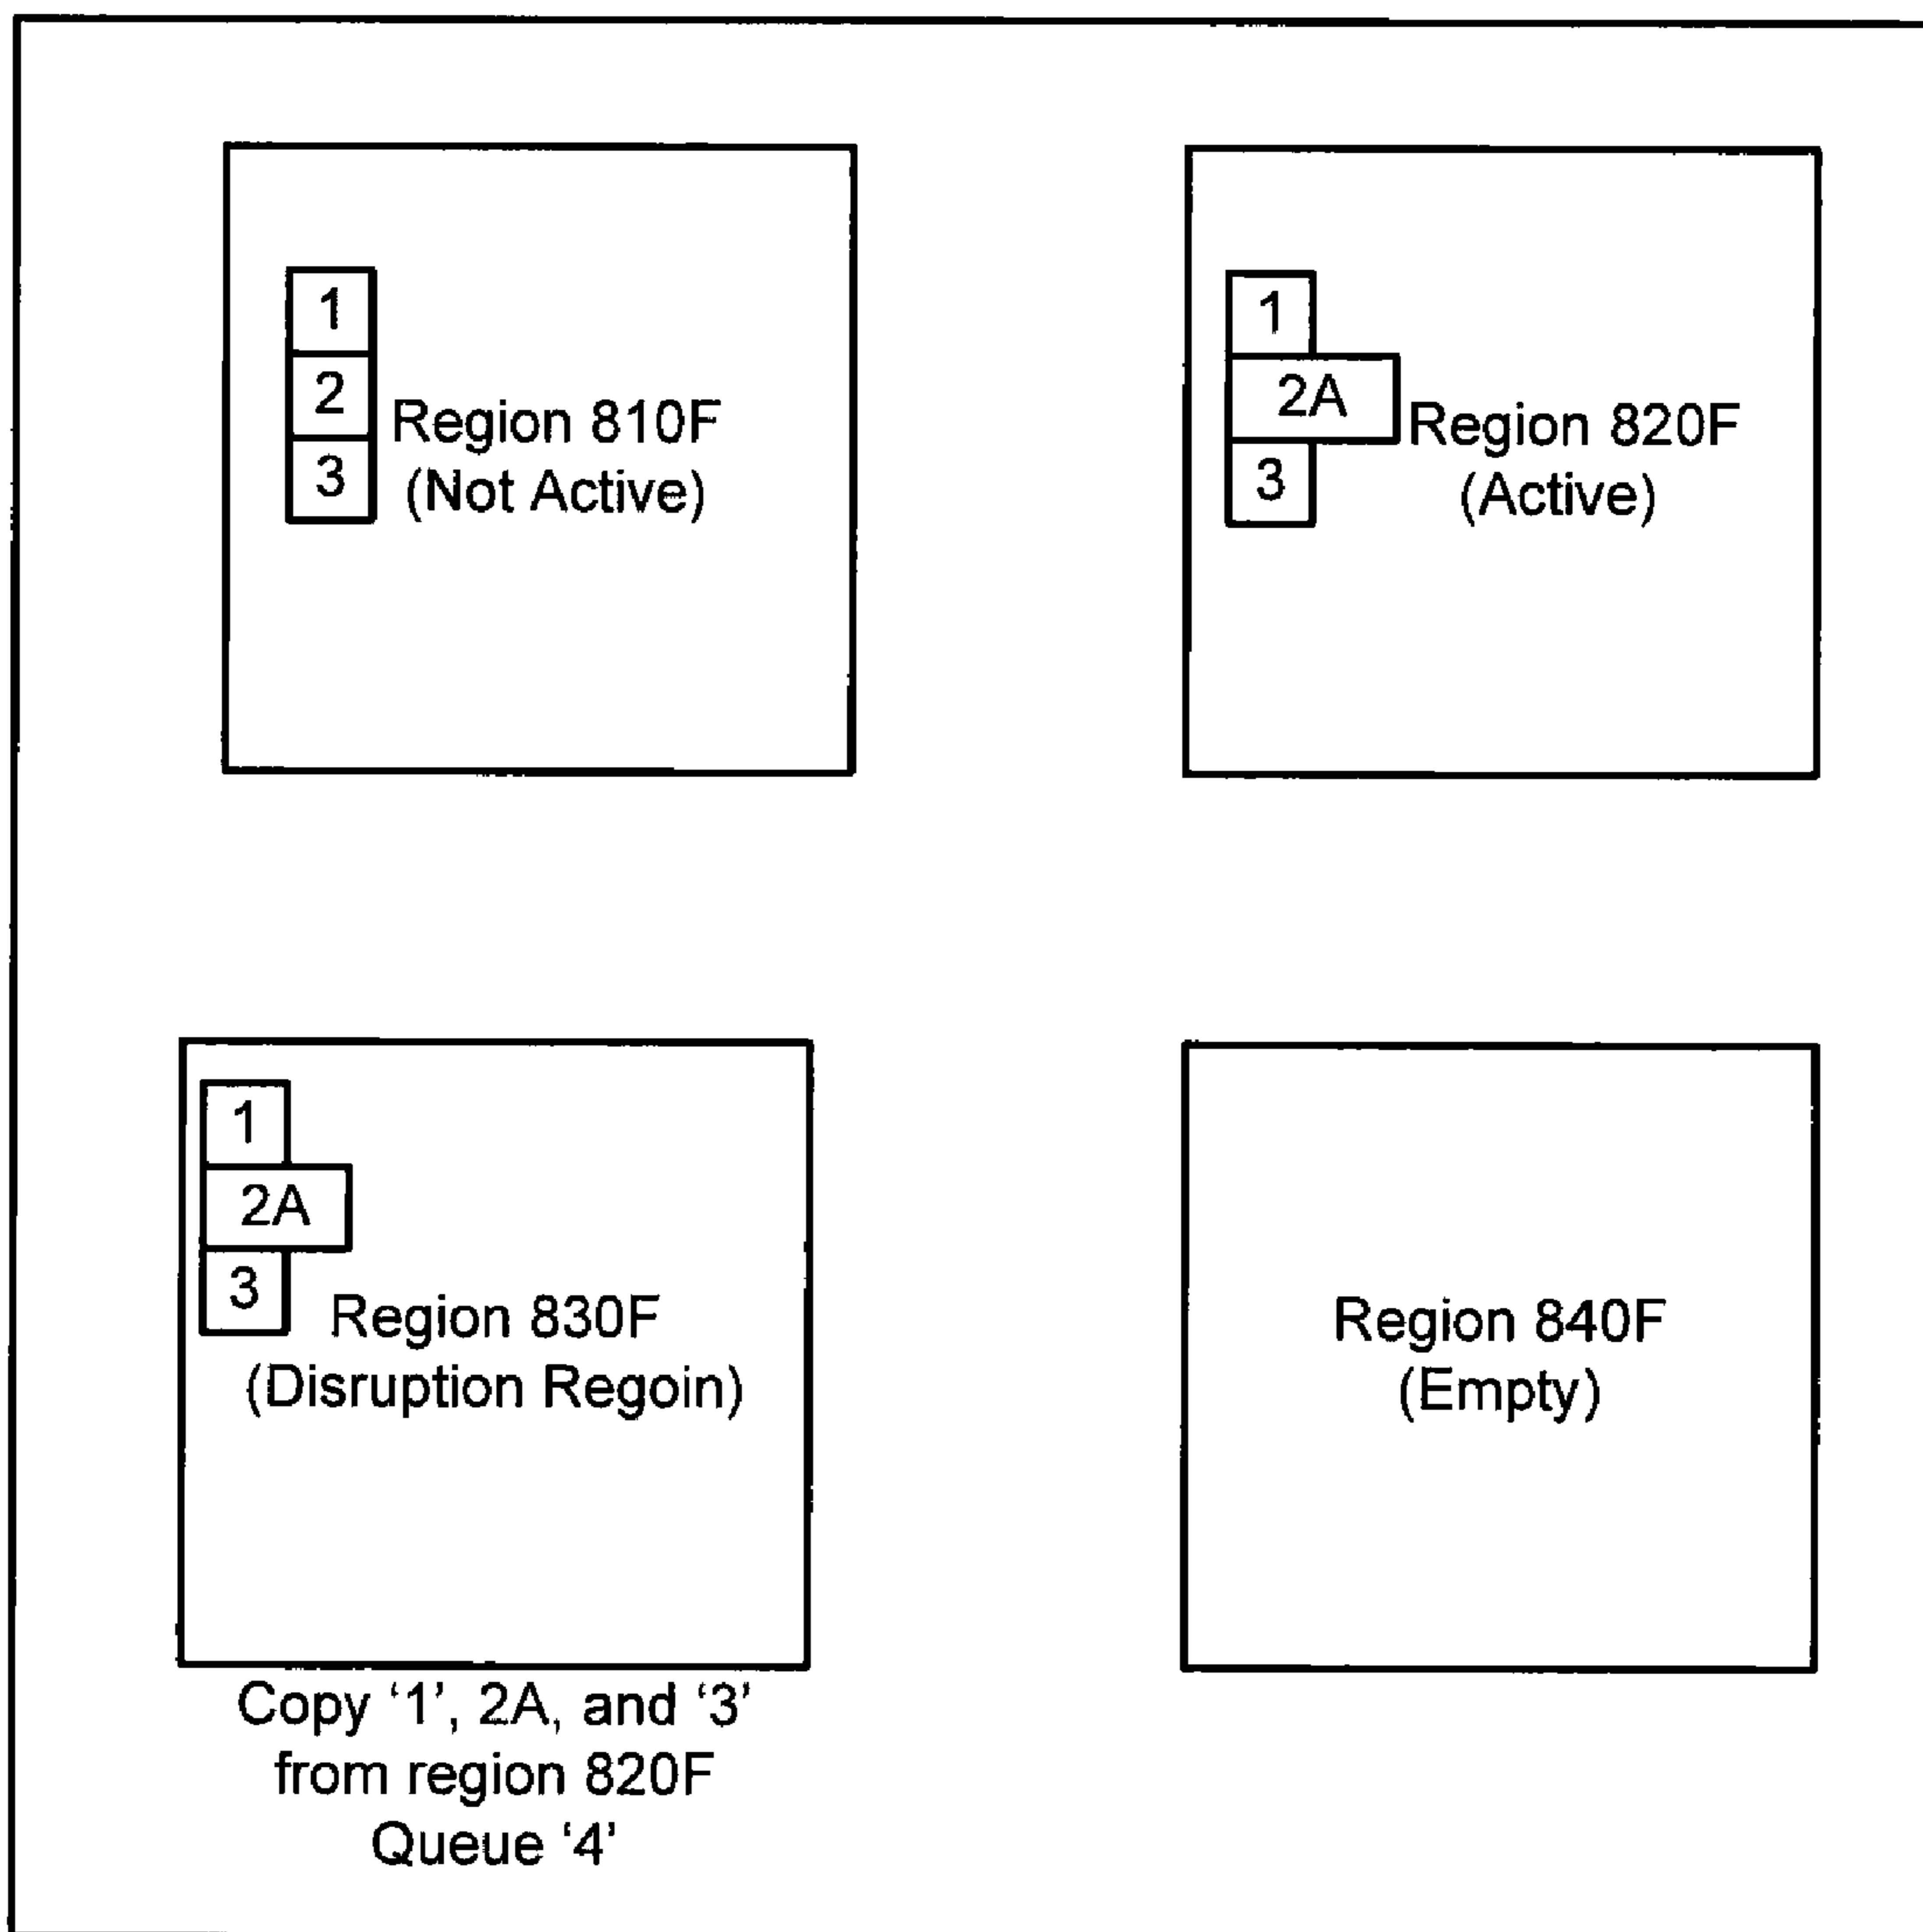 1
2
3
Region 810F
(Not Active)
1
2A
3
Region 820F
(Active)
1
2A
3
Region 830F
(Disruption Regoin)
Copy ‘1’, 2A, and ‘3’
from region 820F
Queue ‘4’
Region 840F
(Empty)